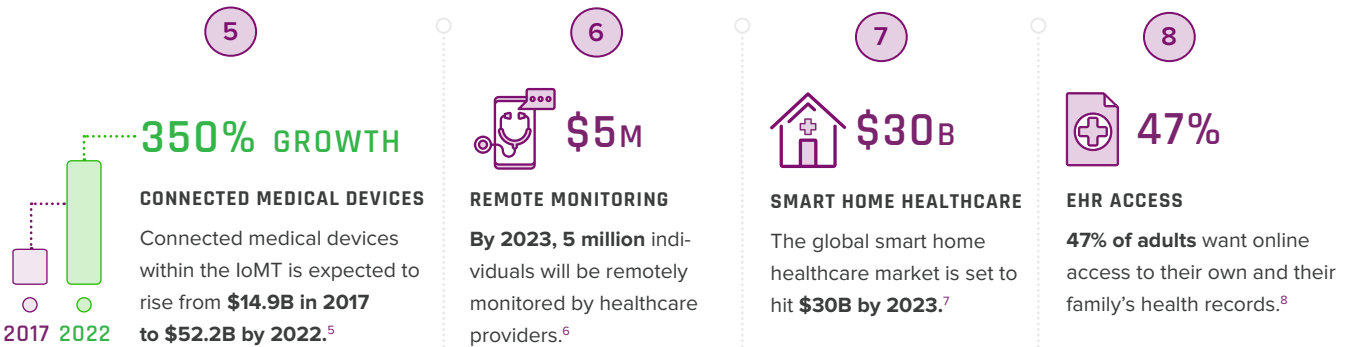 5
350% GROWTH
2017 2022
CONNECTED MEDICAL DEVICES
Connected medical devices
within the IoMT is expected to
rise from $14.9B in 2017
to $52.2B by 2022.5
6
$5M
REMOTE MONITORING
By 2023, 5 million indi-
viduals will be remotely
monitored by healthcare
providers.6
7
$30B
SMART HOME HEALTHCARE
The global smart home
healthcare market is set to
hit $30B by 2023.7
8
47%
EHR ACCESS
47% of adults want online
access to their own and their
family’s health records.8